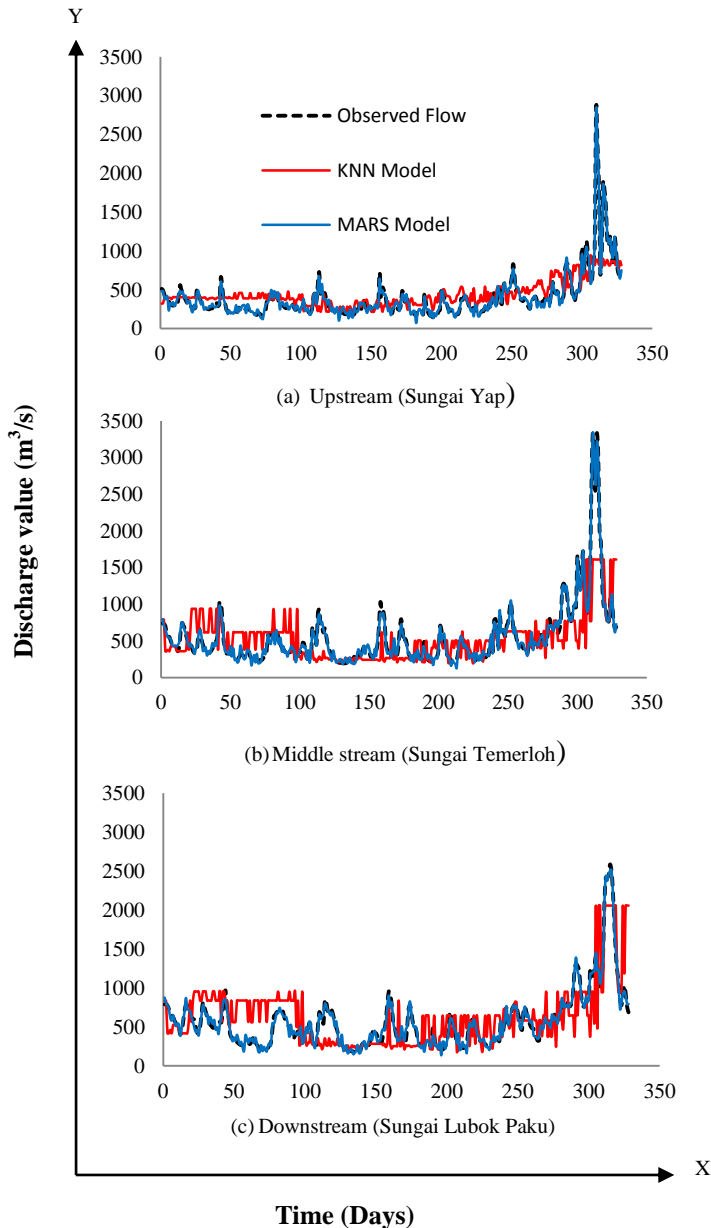 Y
3500
3000
2500
2000
1500
1000
500
0
Observed Flow
KNN Model
MARS Model
0 50 100 150 200 250 300 350
(a) Upstream (Sungai Yap)
3500
3000
2500
2000
1500
1000
500
0
0 50 100 150 200 250 300 350
(b) Middle stream (Sungai Temerloh)
Discharge value (m³/s)
3500
3000
2500
2000
1500
1000
500
0
0 50 100 150 200 250 300 350
(c) Downstream (Sungai Lubok Paku)
X
Time (Days)